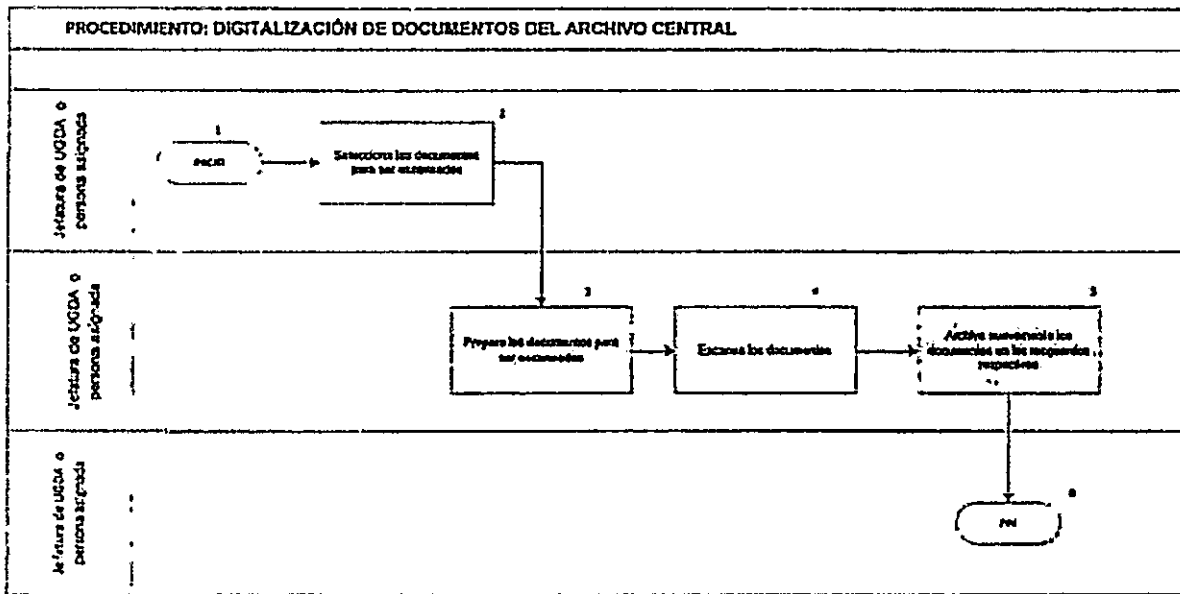 PROCEDIMIENTO: DIGITALIZACIÓN DE DOCUMENTOS DEL ARCHIVO CENTRAL
Jefatura de UGDA o
persona asignada
1
INICIO
2
Selecciona los documentos
para ser escaneados
Jefatura de UGDA o
persona asignada
3
Prepara los documentos para
ser escaneados
4
Escanea los documentos
5
Archiva nuevamente los
documentos en los resguardos
respectivos
Jefatura de UGDA o
persona asignada
6
FIN